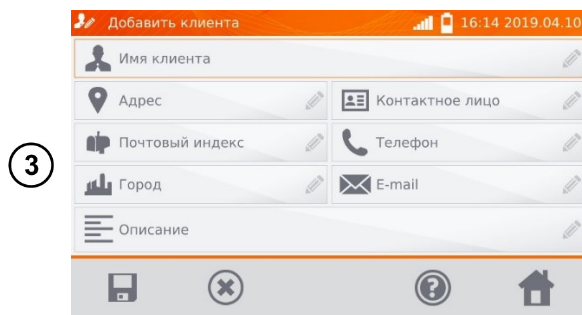 Добавить клиента 16:14 2019.04.10
Имя клиента
Адрес Контактное лицо
Почтовый индекс Телефон
3
Город E-mail
Описание